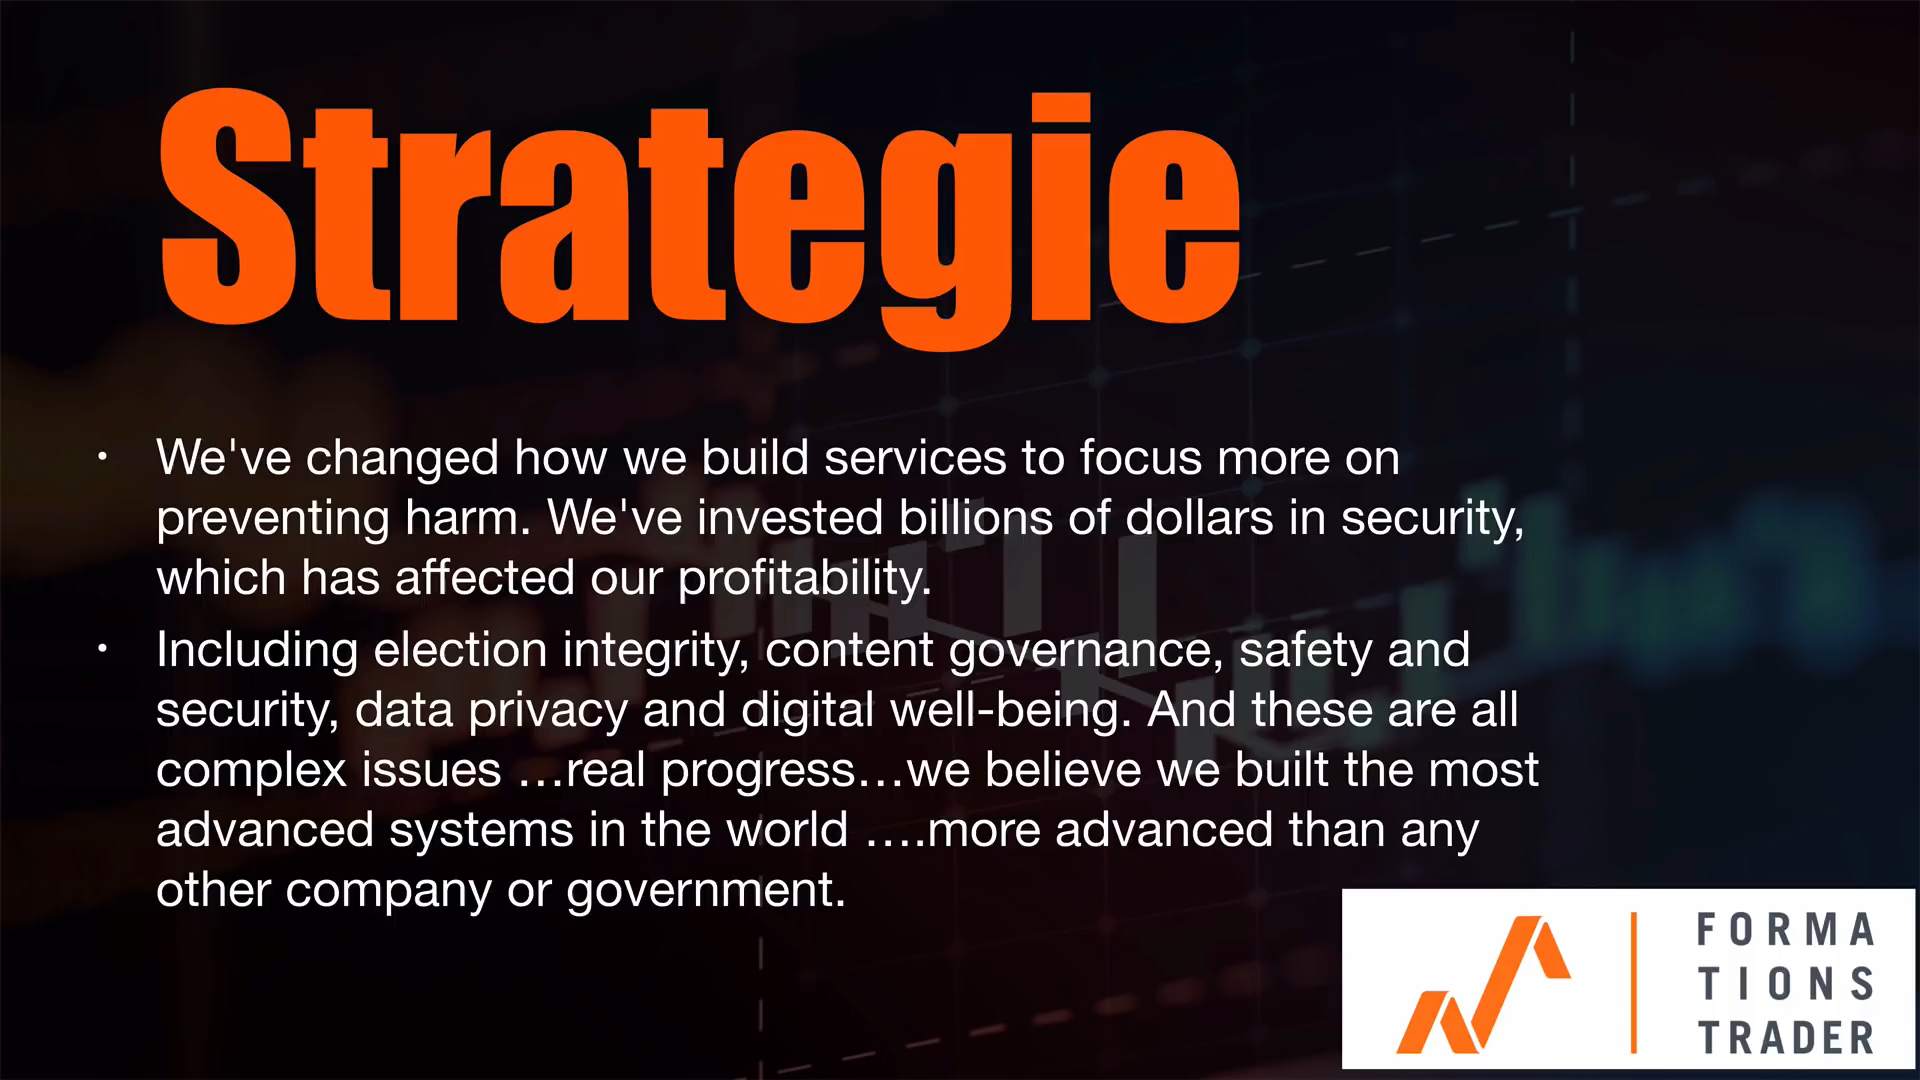 Strategie
· We've changed how we build services to focus more on
preventing harm. We've invested billions of dollars in security,
which has affected our profitability.
· Including election integrity, content governance, safety and
security, data privacy and digital well-being. And these are all
complex issues …real progress…we believe we built the most
advanced systems in the world ….more advanced than any
other company or government.
FORMA
TIONS
TRADER